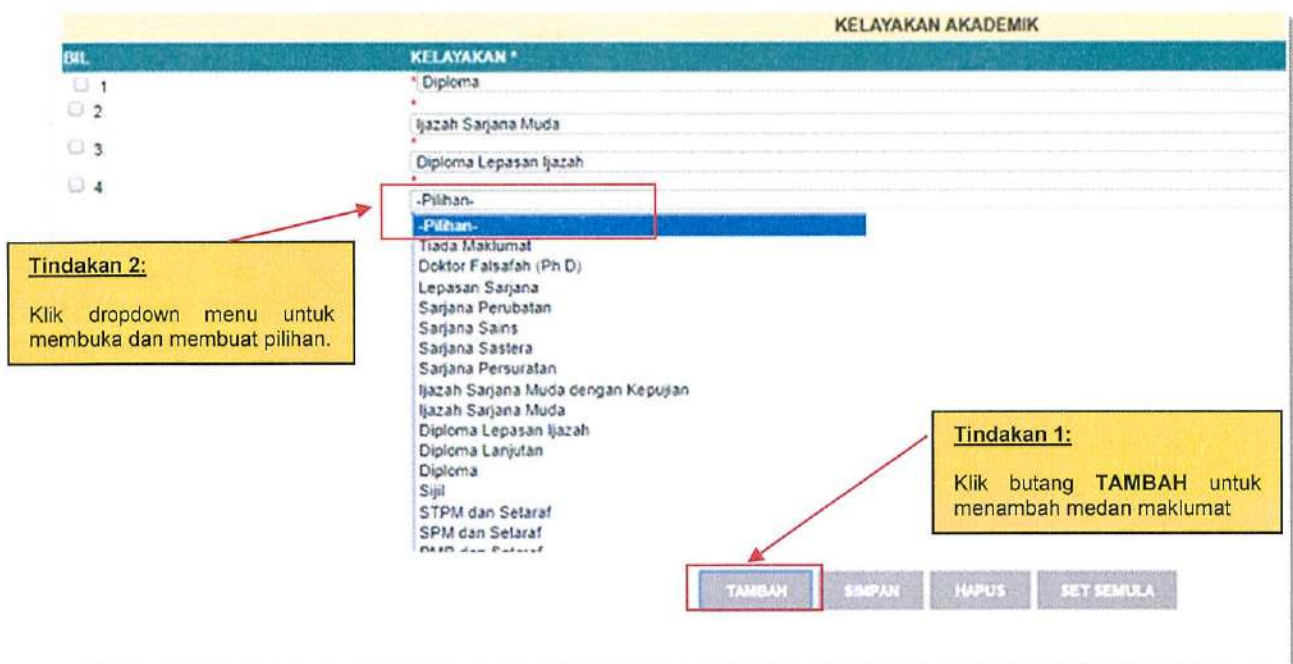 KELAYAKAN AKADEMIK
BIL. KELAYAKAN *
1 * Diploma
2 *
Ijazah Sarjana Muda
3 *
Diploma Lepasan Ijazah
4 *
-Pilihan-
-Pilihan-
Tiada Maklumat
Doktor Falsafah (Ph.D)
Lepasan Sarjana
Sarjana Perubatan
Sarjana Sains
Sarjana Sastera
Sarjana Persuratan
Ijazah Sarjana Muda dengan Kepujian
Ijazah Sarjana Muda
Diploma Lepasan Ijazah
Diploma Lanjutan
Diploma
Sijil
STPM dan Setaraf
SPM dan Setaraf
Tindakan 2:
Klik dropdown menu untuk
membuka dan membuat pilihan.
Tindakan 1:
Klik butang TAMBAH untuk
menambah medan maklumat
TAMBAH SIMPAN HAPUS SET SEMULA